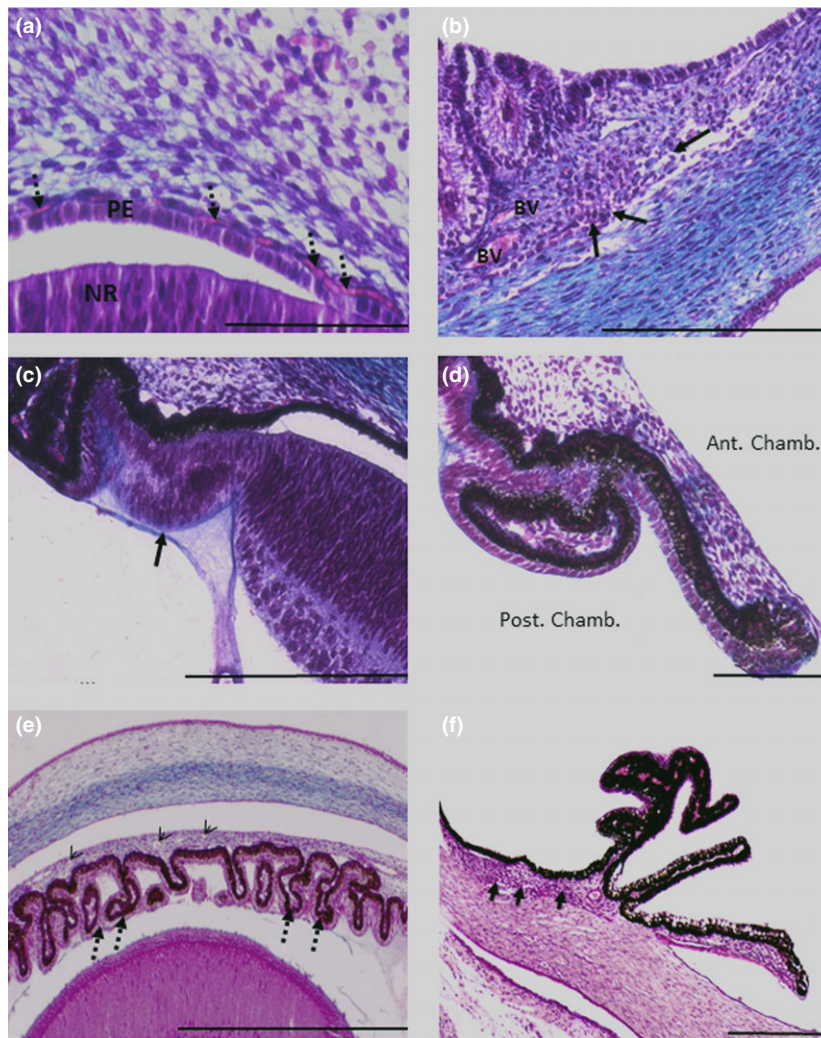 (a)
PE
NR
(b)
BV
BV
(c)
(d)
Ant. Chamb.
Post. Chamb.
(e)
(f)